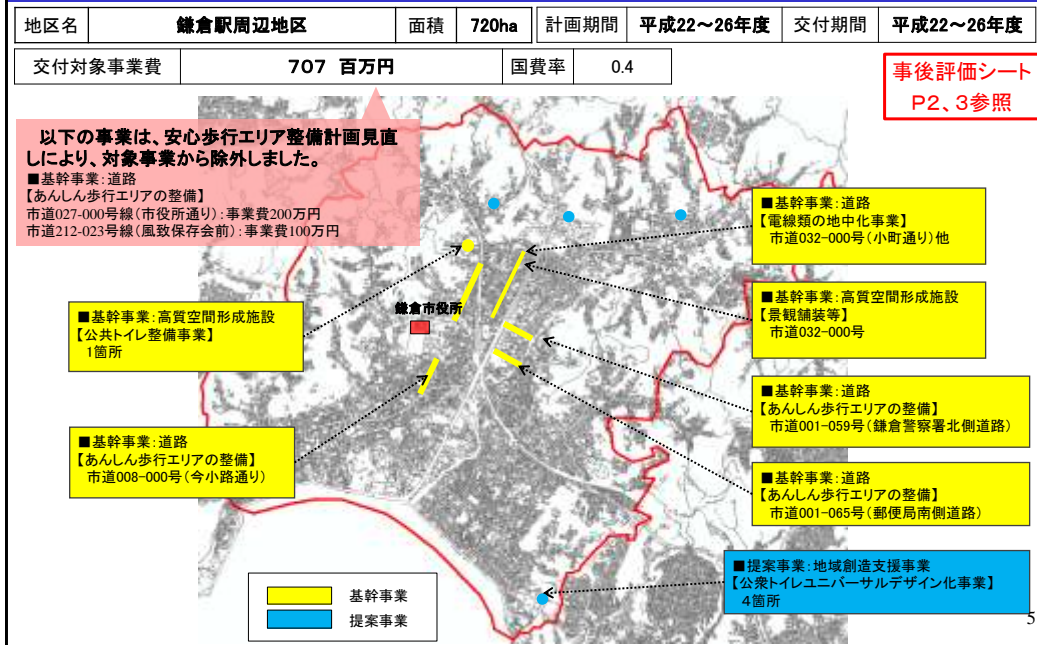 地区名 鎌倉駅周辺地区 面積 720ha 計画期間 平成22～26年度 交付期間 平成22～26年度
交付対象事業費 707 百万円 国費率 0.4
事後評価シート
P2、3参照
以下の事業は、安心歩行エリア整備計画見直
しにより、対象事業から除外しました。
■基幹事業：道路
【あんしん歩行エリアの整備】
市道027-000号線（市役所通り）：事業費200万円
市道212-023号線（風致保存会前）：事業費100万円
■基幹事業：道路
【電線類の地中化事業】
市道032-000号（小町通り）他
■基幹事業：高質空間形成施設
【景観舗装等】
市道032-000号
鎌倉市役所
■基幹事業：高質空間形成施設
【公共トイレ整備事業】
1箇所
■基幹事業：道路
【あんしん歩行エリアの整備】
市道001-059号（鎌倉警察署北側道路）
■基幹事業：道路
【あんしん歩行エリアの整備】
市道008-000号（今小路通り）
■基幹事業：道路
【あんしん歩行エリアの整備】
市道001-065号（郵便局南側道路）
■提案事業：地域創造支援事業
【公衆トイレユニバーサルデザイン化事業】
4箇所
基幹事業
提案事業
5